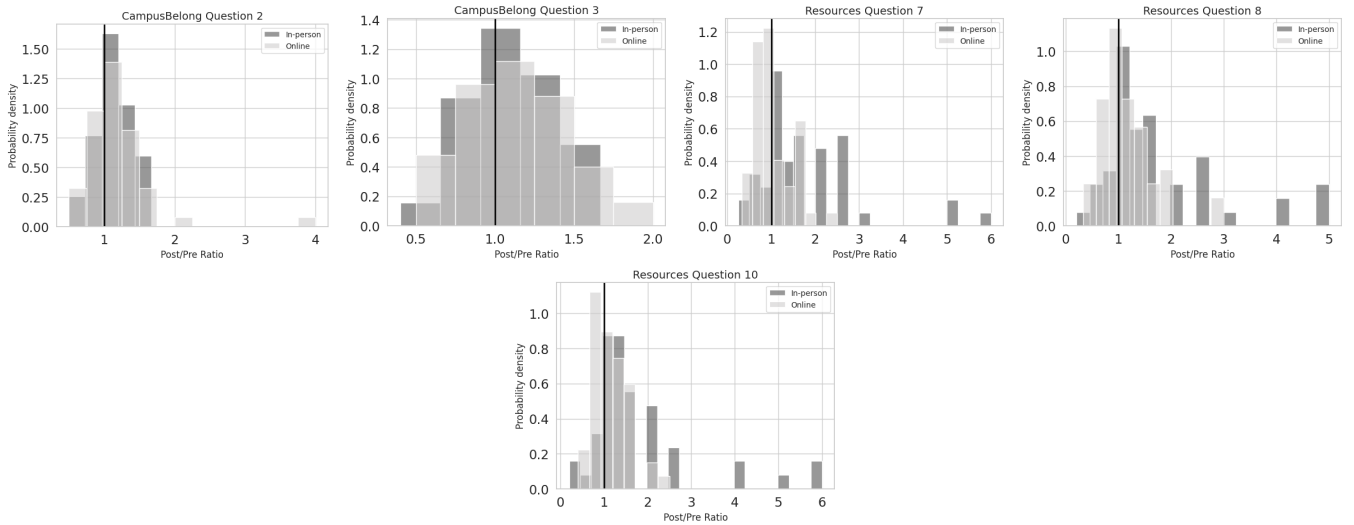 CampusBelong Question 2
In-person
Online
1.50
1.25
1.00
0.75
0.50
0.25
0.00
Probability density
1 2 3 4
Post/Pre Ratio
CampusBelong Question 3
In-person
Online
1.4
1.2
1.0
0.8
0.6
0.4
0.2
0.0
Probability density
0.5 1.0 1.5 2.0
Post/Pre Ratio
Resources Question 7
In-person
Online
1.2
1.0
0.8
0.6
0.4
0.2
0.0
Probability density
0 1 2 3 4 5 6
Post/Pre Ratio
Resources Question 8
In-person
Online
1.0
0.8
0.6
0.4
0.2
0.0
Probability density
0 1 2 3 4 5
Post/Pre Ratio
Resources Question 10
In-person
Online
1.0
0.8
0.6
0.4
0.2
0.0
Probability density
0 1 2 3 4 5 6
Post/Pre Ratio